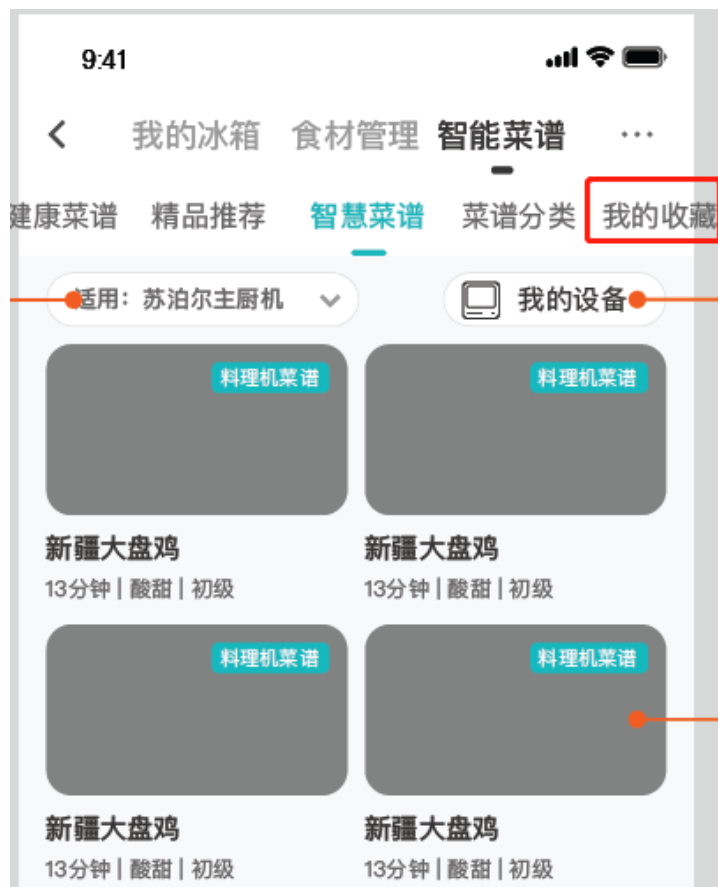 9:41
我的冰箱 食材管理 智能菜谱 ...
建康菜谱 精品推荐 智慧菜谱 菜谱分类 我的收藏
适用：苏泊尔主厨机 我的设备
料理机菜谱 料理机菜谱
新疆大盘鸡 新疆大盘鸡
13分钟 | 酸甜 | 初级 13分钟 | 酸甜 | 初级
料理机菜谱 料理机菜谱
新疆大盘鸡 新疆大盘鸡
13分钟 | 酸甜 | 初级 13分钟 | 酸甜 | 初级